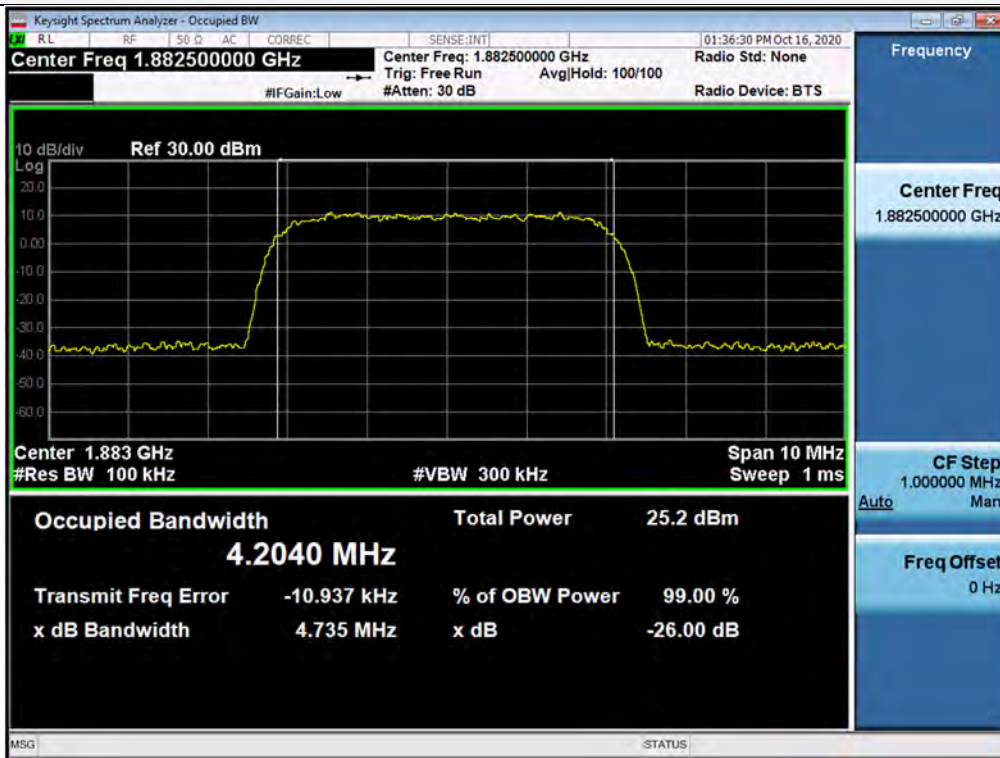 Keysight Spectrum Analyzer - Occupied BW
LXI RL RF 50 Ω AC CORREC SENSE:INT 01:36:30 PM Oct 16, 2020
Center Freq 1.882500000 GHz
Center Freq: 1.882500000 GHz Radio Std: None
Trig: Free Run Avg|Hold: 100/100
#IFGain:Low #Atten: 30 dB Radio Device: BTS
10 dB/div Ref 30.00 dBm
Log
20.0
10.0
0.00
-10.0
-20.0
-30.0
-40.0
-50.0
-60.0
Center 1.883 GHz Span 10 MHz
#Res BW 100 kHz #VBW 300 kHz Sweep 1 ms
Occupied Bandwidth Total Power 25.2 dBm
4.2040 MHz
Transmit Freq Error -10.937 kHz % of OBW Power 99.00 %
x dB Bandwidth 4.735 MHz x dB -26.00 dB
MSG STATUS
Frequency
Center Freq
1.882500000 GHz
CF Step
1.000000 MHz
Auto Man
Freq Offset
0 Hz